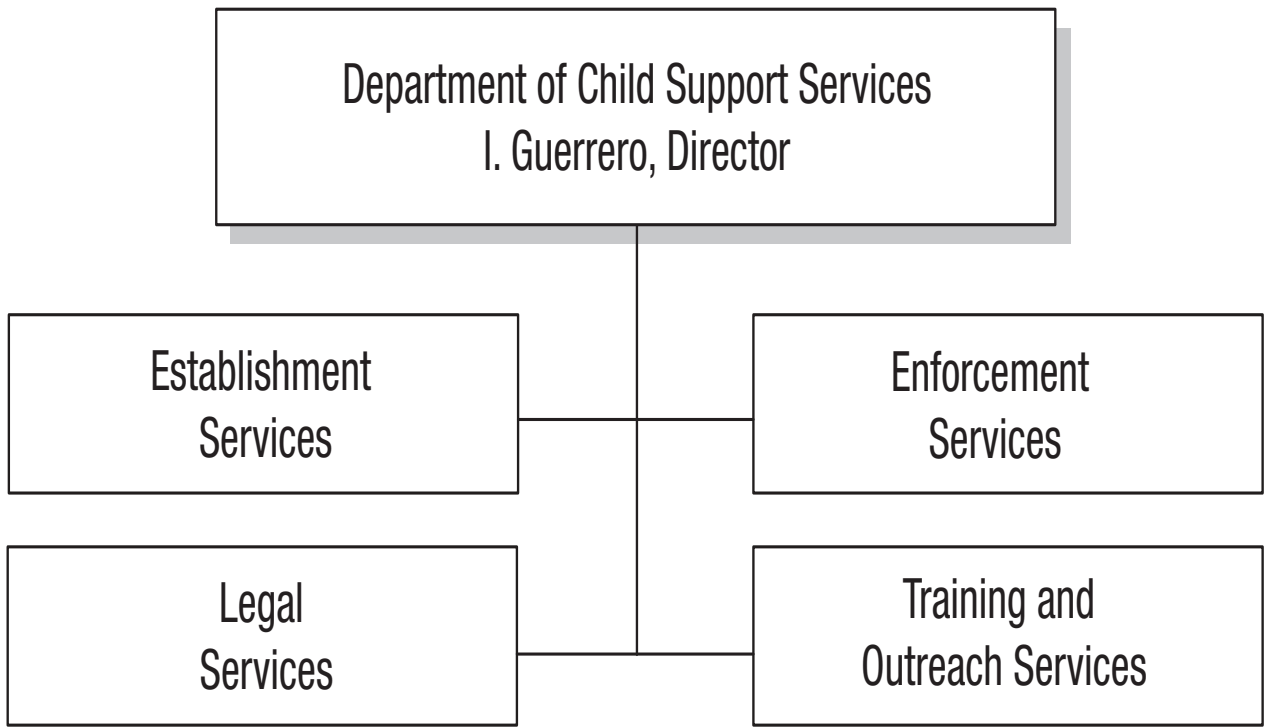 Department of Child Support Services
I. Guerrero, Director
Establishment
Services
Enforcement
Services
Legal
Services
Training and
Outreach Services